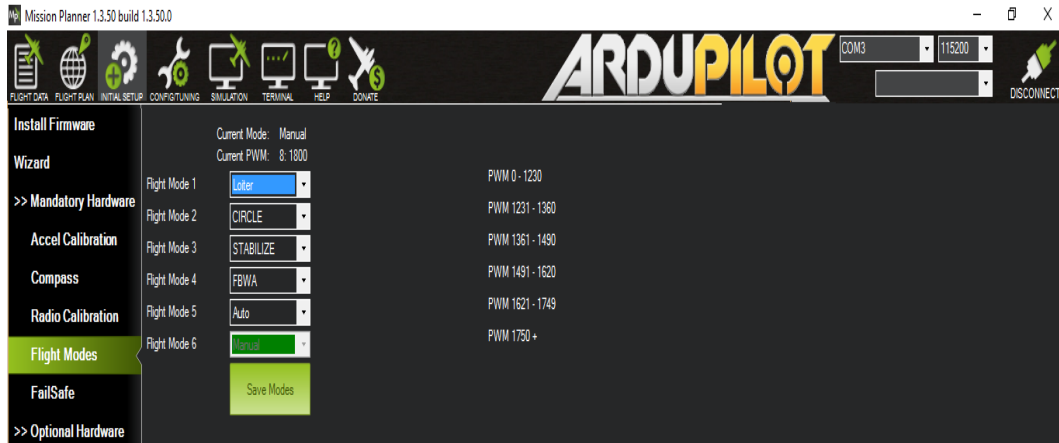 Mission Planner 1.3.50 build 1.3.50.0
FLIGHT DATA FLIGHT PLAN INITIAL SETUP CONFIG/TUNING SIMULATION TERMINAL HELP DONATE
ARDUPILOT
COM3 115200
DISCONNECT
Install Firmware
Wizard
>> Mandatory Hardware
Accel Calibration
Compass
Radio Calibration
Flight Modes
FailSafe
>> Optional Hardware
Current Mode: Manual
Current PWM: 8: 1800
Flight Mode 1 Loiter PWM 0 - 1230
Flight Mode 2 CIRCLE PWM 1231 - 1360
Flight Mode 3 STABILIZE PWM 1361 - 1490
Flight Mode 4 FBWA PWM 1491 - 1620
Flight Mode 5 Auto PWM 1621 - 1749
Flight Mode 6 Manual PWM 1750 +
Save Modes